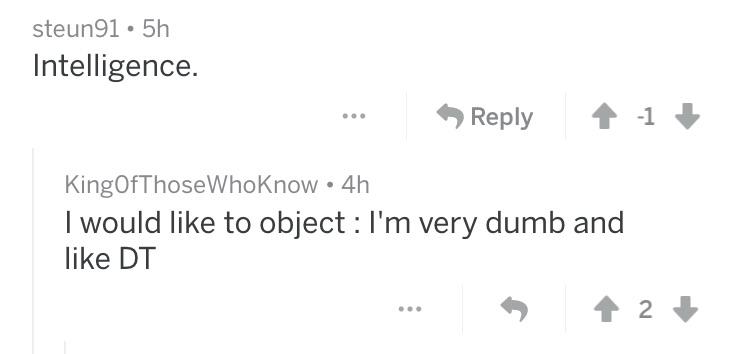 steun91 • 5h
Intelligence.
Reply -1
KingOfThoseWhoKnow • 4h
I would like to object : I'm very dumb and
like DT
2